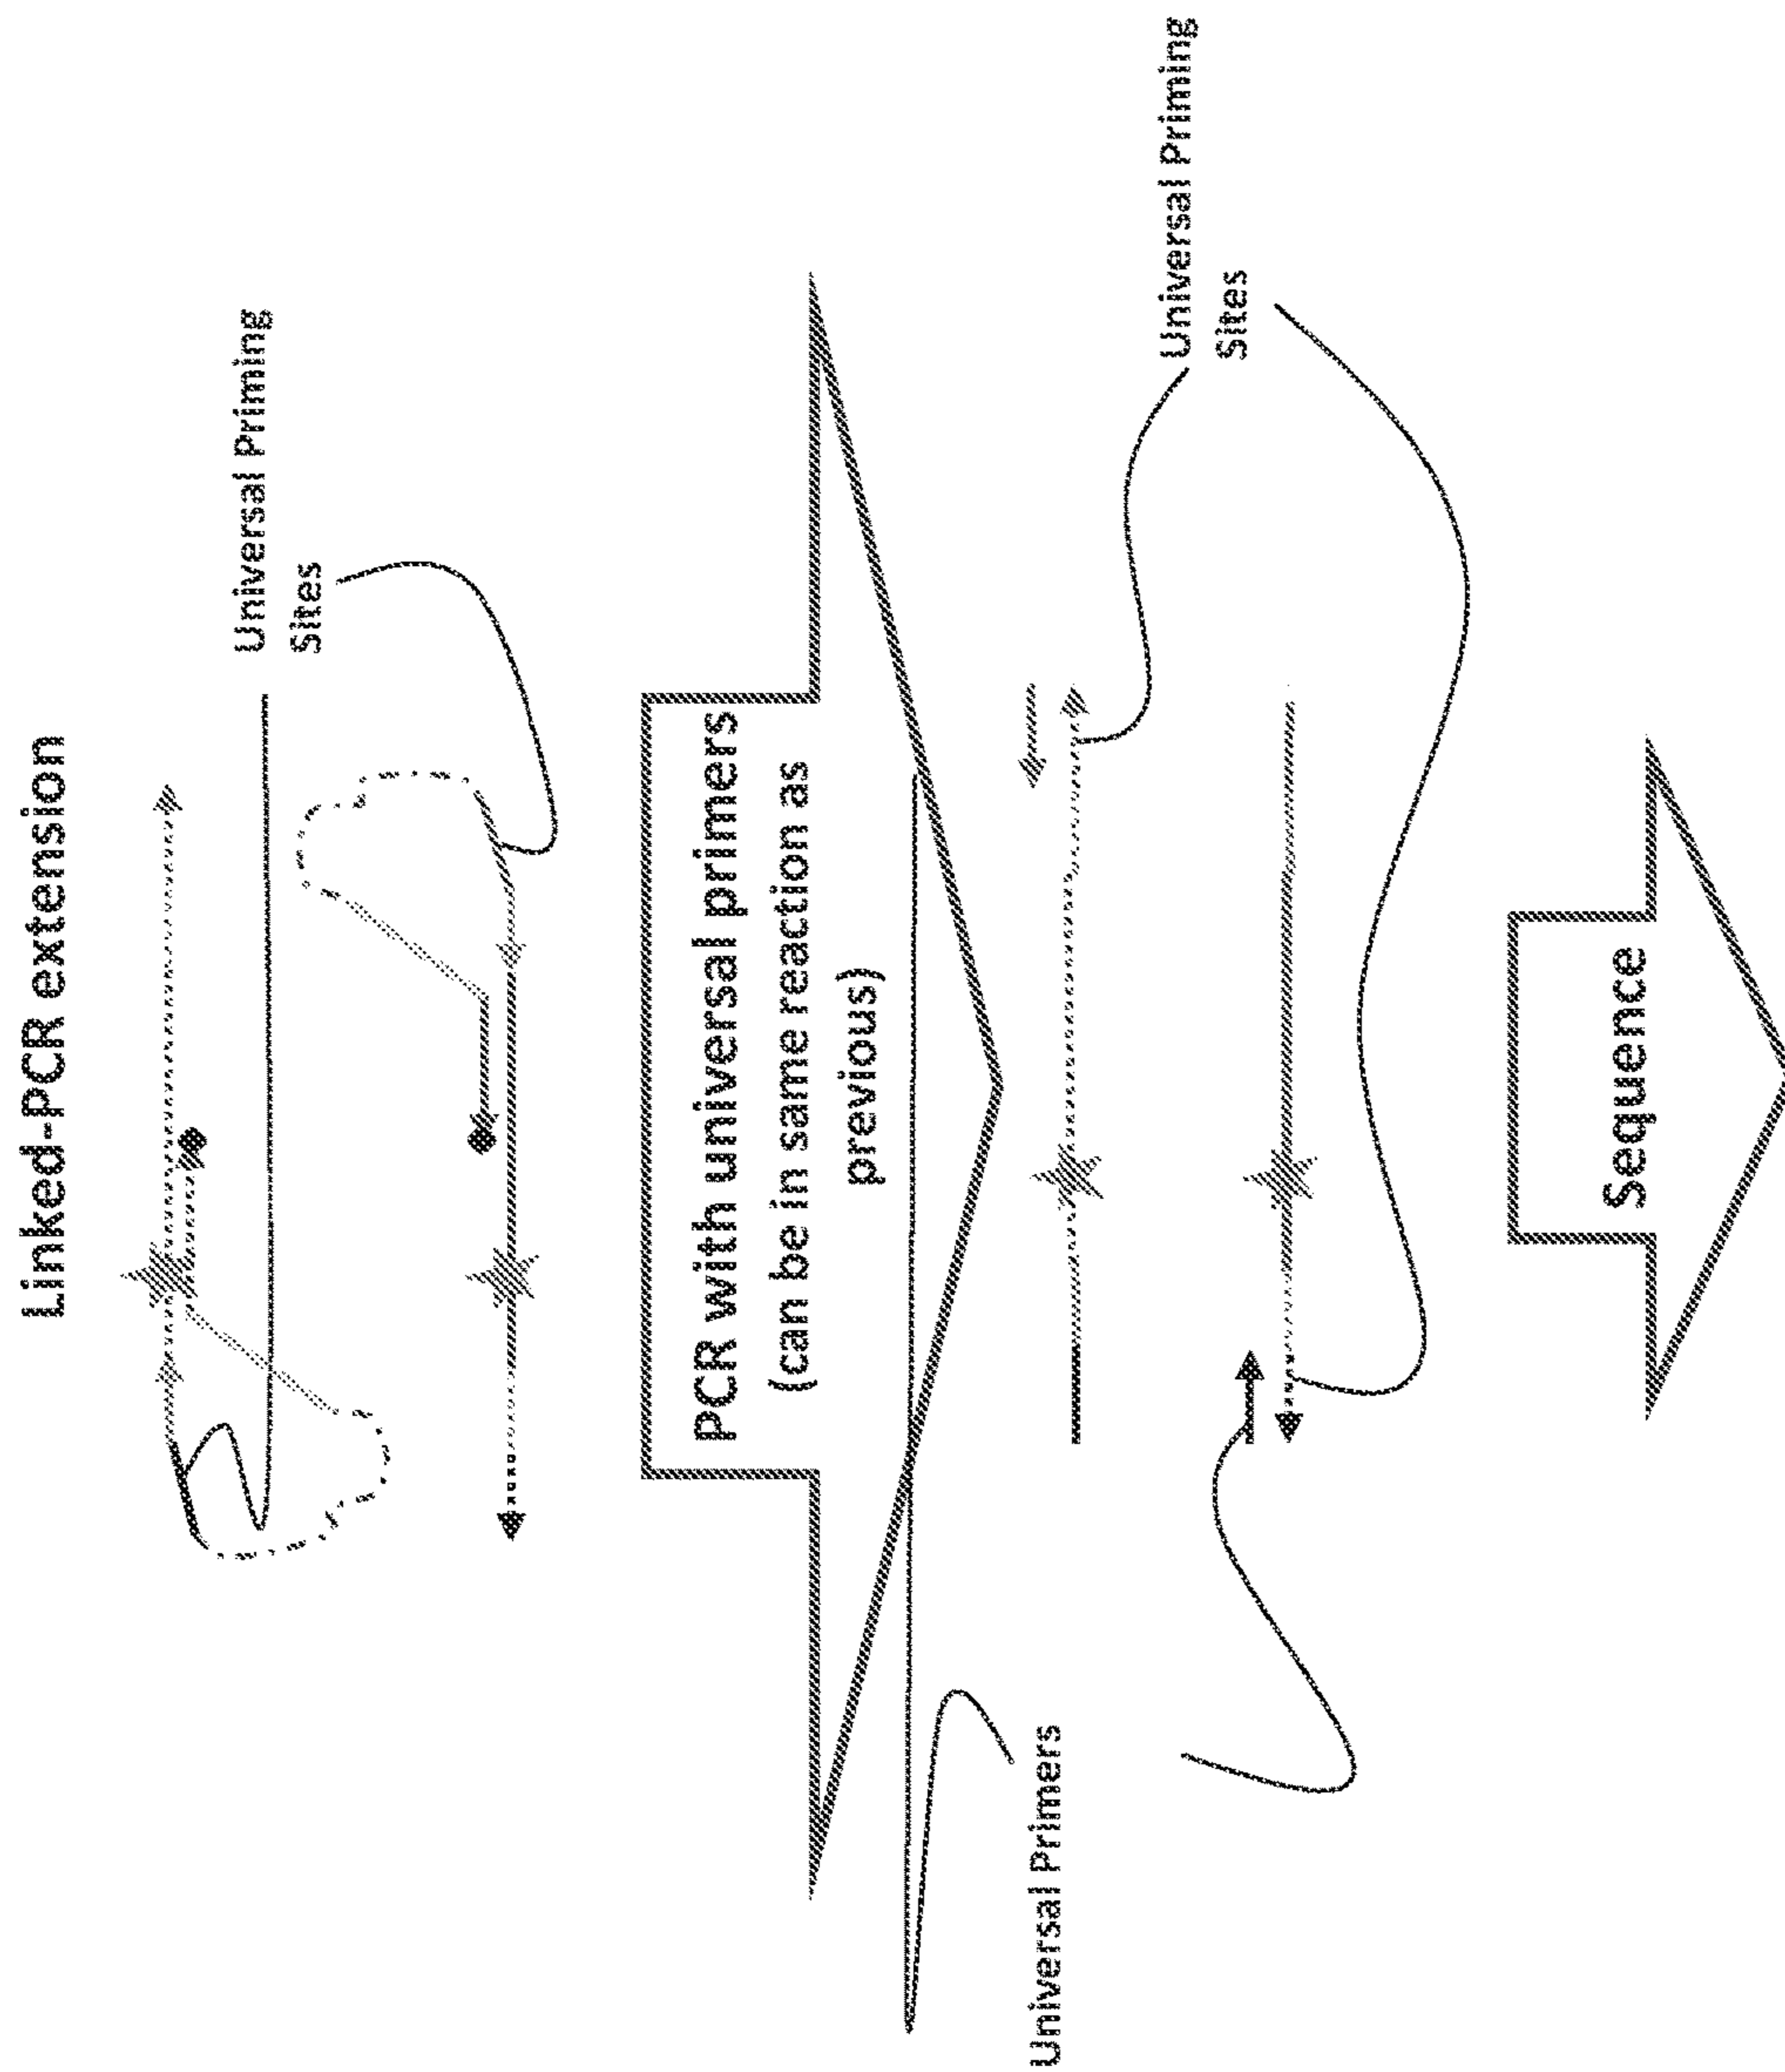 Linked-PCR extension
Universal Priming
Sites
PCR with universal primers
(can be in same reaction as
previous)
Universal Primers
Universal Priming
Sites
Sequence